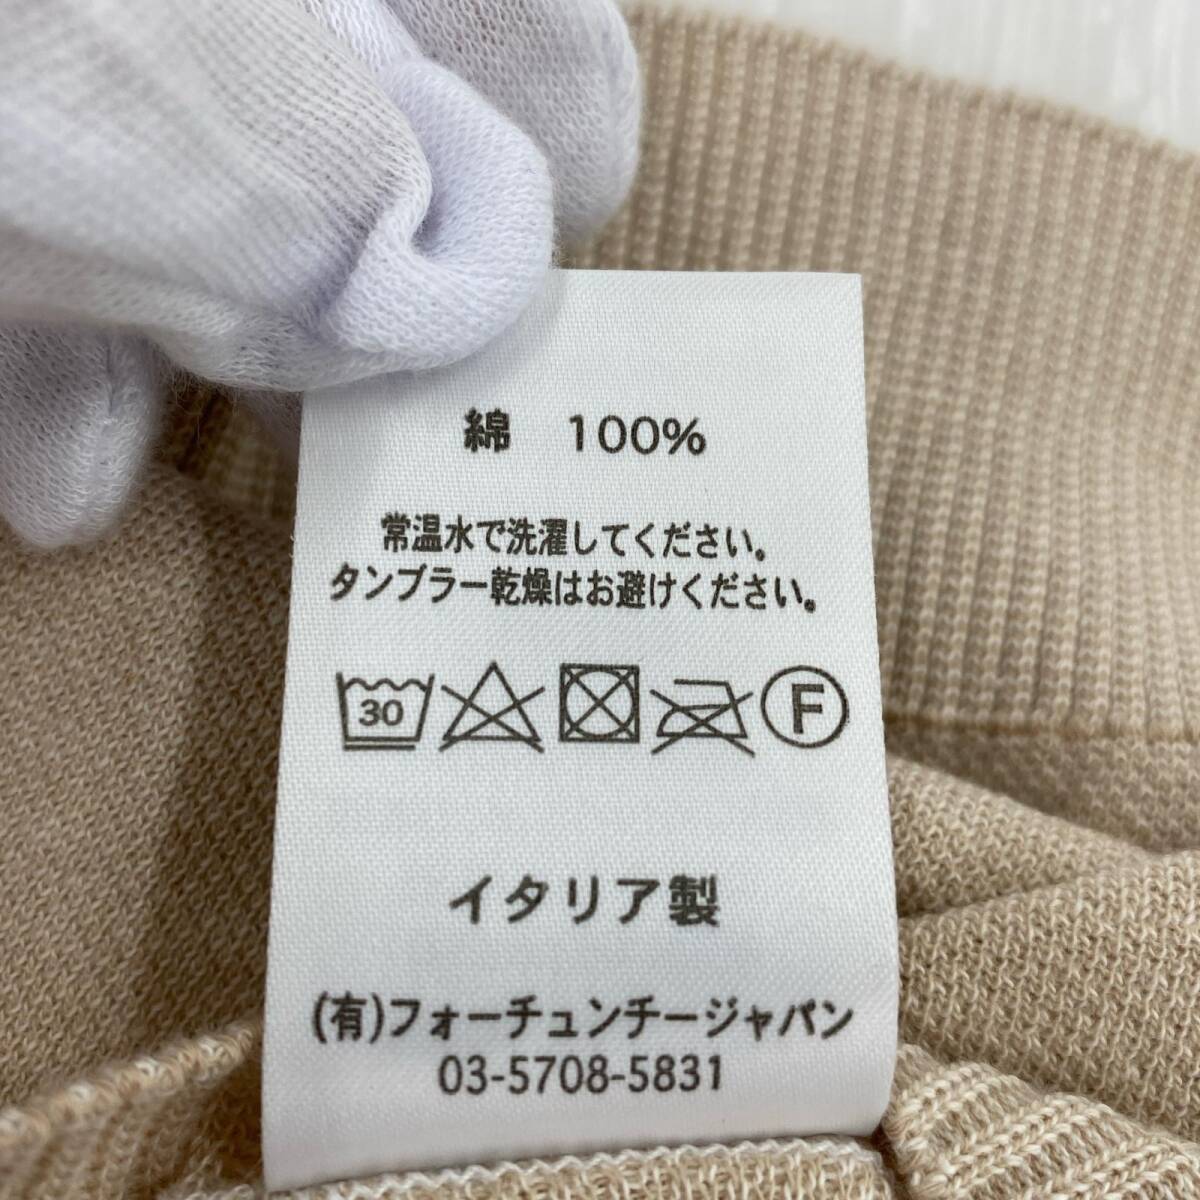 綿 100%
常温水で洗濯してください。
タンブラー乾燥はお避けください。
30 F
イタリア製
(有)フォーチュンチージャパン
03-5708-5831